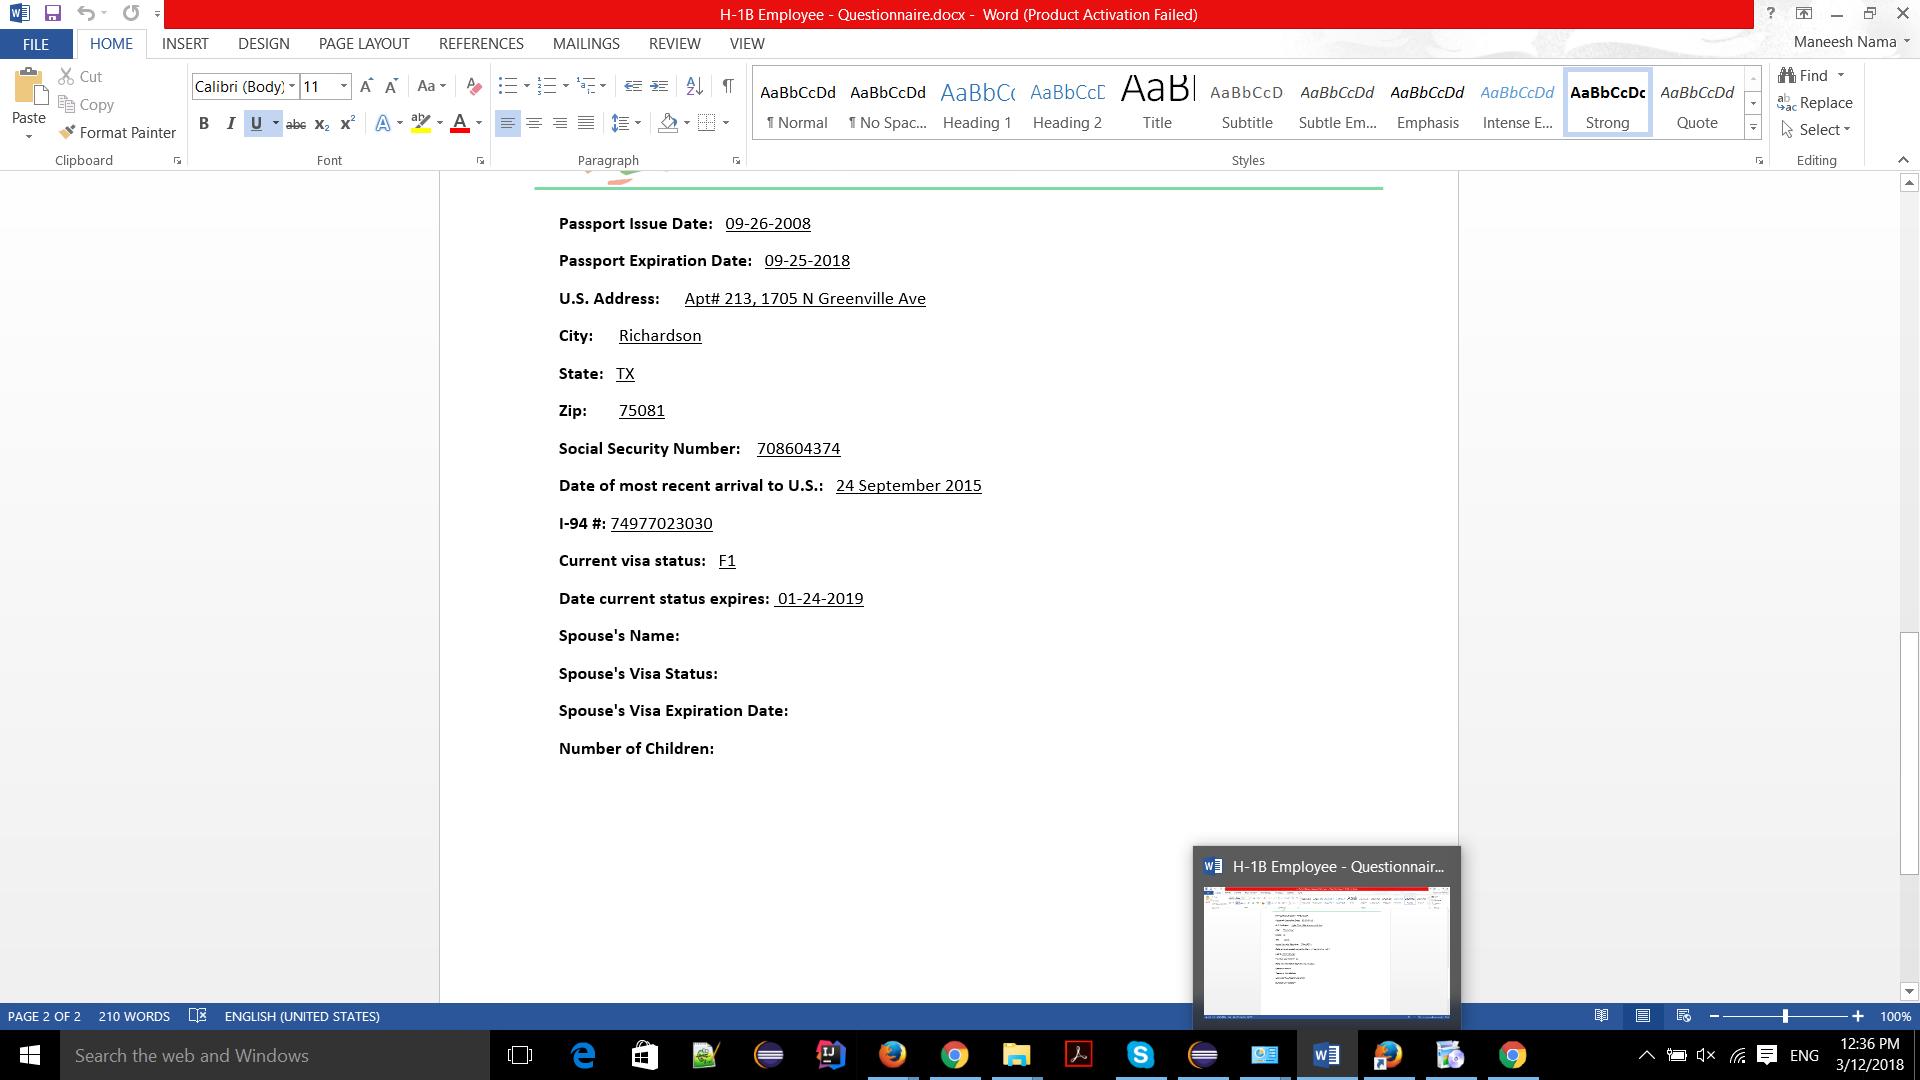 H-1B Employee - Questionnaire.docx - Word (Product Activation Failed)
FILE HOME INSERT DESIGN PAGE LAYOUT REFERENCES MAILINGS REVIEW VIEW
Maneesh Nama
Paste
Cut
Copy
Format Painter
Clipboard
Calibri (Body) 11
Font
Paragraph
AaBbCcDd AaBbCcDd AaBbCc AaBbCcD AaBl AaBbCcD AaBbCcDd AaBbCcDd AaBbCcDd AaBbCcDc AaBbCcDd
¶ Normal ¶ No Spac... Heading 1 Heading 2 Title Subtitle Subtle Em... Emphasis Intense E... Strong Quote
Styles
Find
Replace
Select
Editing
Passport Issue Date: 09-26-2008
Passport Expiration Date: 09-25-2018
U.S. Address: Apt# 213, 1705 N Greenville Ave
City: Richardson
State: TX
Zip: 75081
Social Security Number: 708604374
Date of most recent arrival to U.S.: 24 September 2015
I-94 #: 74977023030
Current visa status: F1
Date current status expires: 01-24-2019
Spouse's Name:
Spouse's Visa Status:
Spouse's Visa Expiration Date:
Number of Children:
H-1B Employee - Questionnair...
PAGE 2 OF 2 210 WORDS ENGLISH (UNITED STATES)
100%
Search the web and Windows
ENG
12:36 PM
3/12/2018